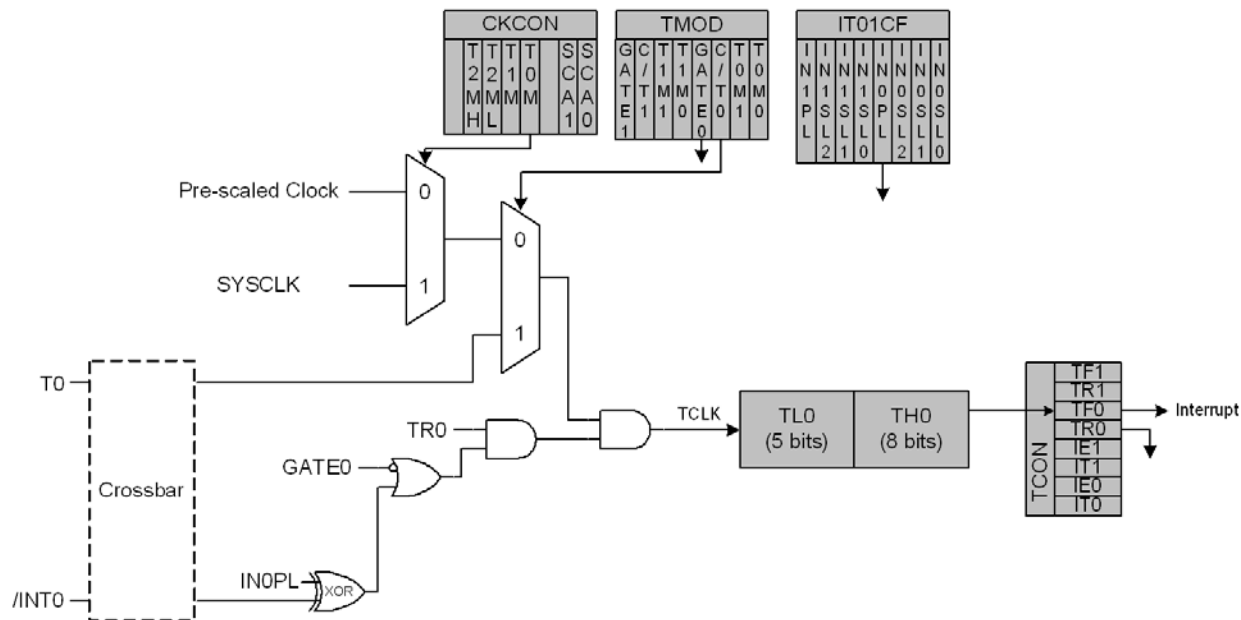 CKCON
T2MH
T2ML
T1M
T0M
SCA1
SCA0
TMOD
GATE1
C/T1
T1M1
T1M0
GATE0
C/T0
T0M1
T0M0
IT01CF
IN1PL
IN1SL2
IN1SL1
IN1SL0
IN0PL
IN0SL2
IN0SL1
IN0SL0
Pre-scaled Clock
0
SYSCLK
1
0
1
T0
Crossbar
/INT0
TR0
GATE0
IN0PL
XOR
TCLK
TL0
(5 bits)
TH0
(8 bits)
TCON
TF1
TR1
TF0
TR0
IE1
IT1
IE0
IT0
Interrupt